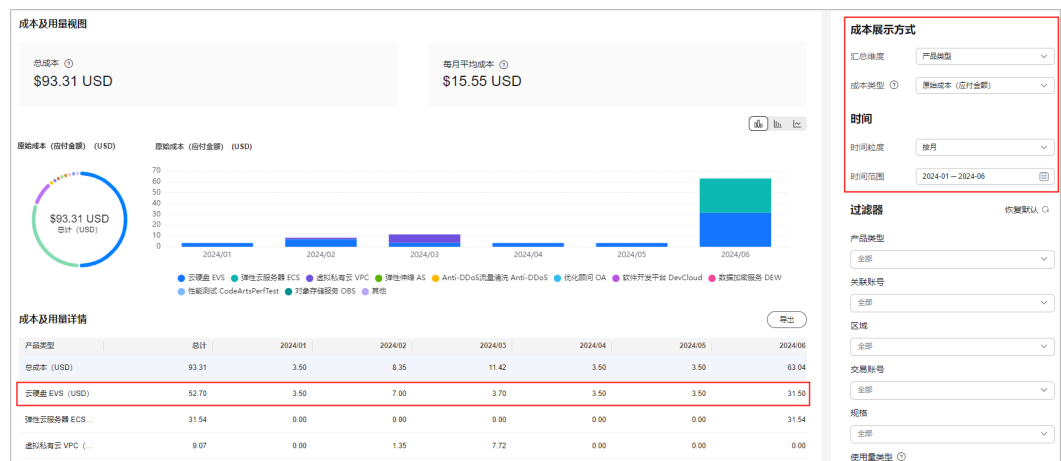 成本及用量视图
总成本
$93.31 USD
每月平均成本
$15.55 USD
原始成本（应付金额）（USD）
原始成本（应付金额）（USD）
$93.31 USD
总计（USD）
70
60
50
40
30
20
10
0
2024/01 2024/02 2024/03 2024/04 2024/05 2024/06
云硬盘 EVS 弹性云服务器 ECS 虚拟私有云 VPC 弹性伸缩 AS Anti-DDoS流量清洗 Anti-DDoS 优化顾问 OA 软件开发平台 DevCloud 数据加密服务 DEW
性能测试 CodeArtsPerfTest 对象存储服务 OBS 其他
成本及用量详情
导出
产品类型 总计 2024/01 2024/02 2024/03 2024/04 2024/05 2024/06
总成本（USD） 93.31 3.50 8.35 11.42 3.50 3.50 63.04
云硬盘 EVS（USD） 52.70 3.50 7.00 3.70 3.50 3.50 31.50
弹性云服务器 ECS... 31.54 0.00 0.00 0.00 0.00 0.00 31.54
虚拟私有云 VPC（... 9.07 0.00 1.35 7.72 0.00 0.00 0.00
成本展示方式
汇总维度 产品类型
成本类型 原始成本（应付金额）
时间
时间粒度 按月
时间范围 2024-01 — 2024-06
过滤器 恢复默认
产品类型
全部
关联账号
全部
区域
全部
交易账号
全部
规格
全部
使用量类型